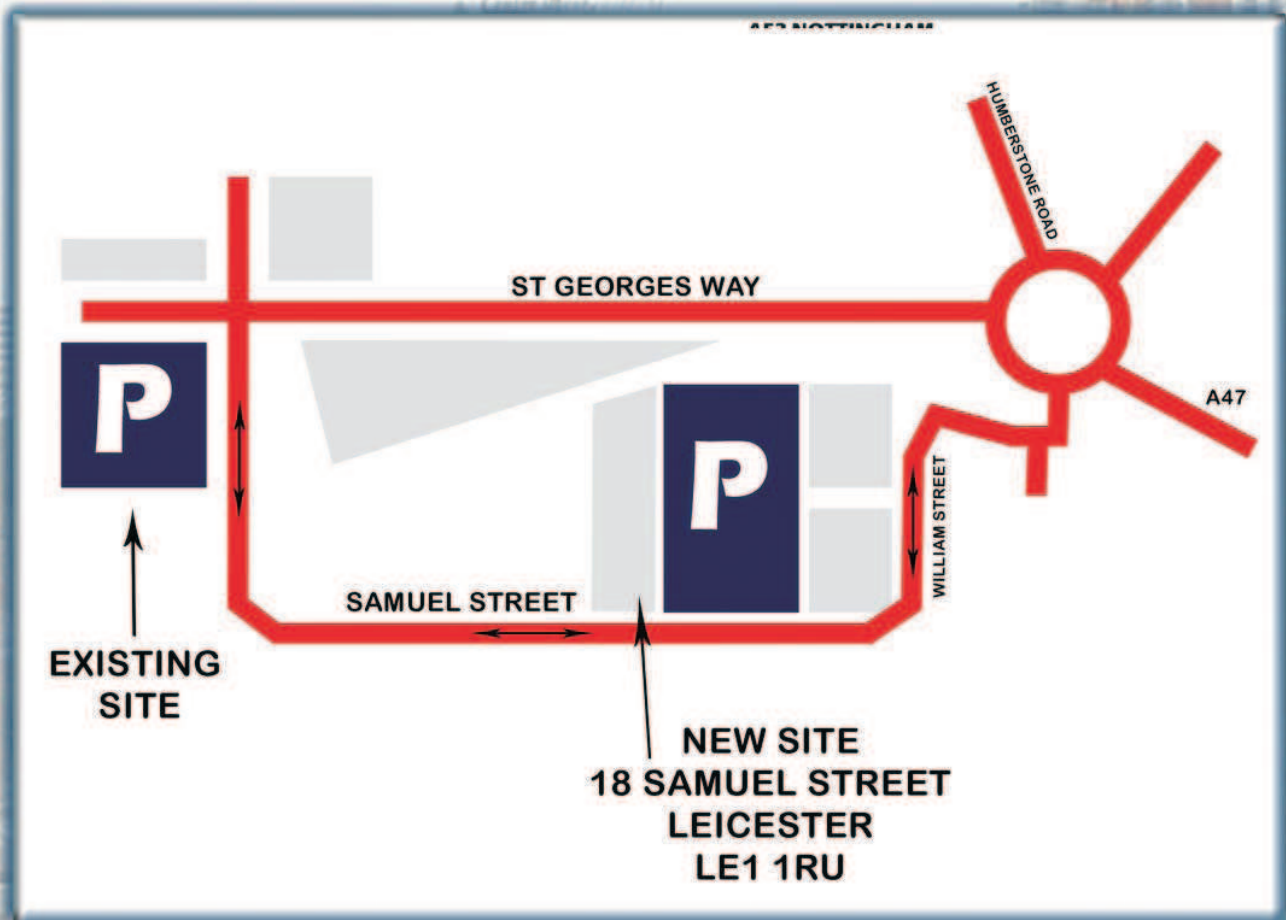 HUMBERSTONE ROAD
ST GEORGES WAY
P
A47
P
WILLIAM STREET
SAMUEL STREET
EXISTING
SITE
NEW SITE
18 SAMUEL STREET
LEICESTER
LE1 1RU